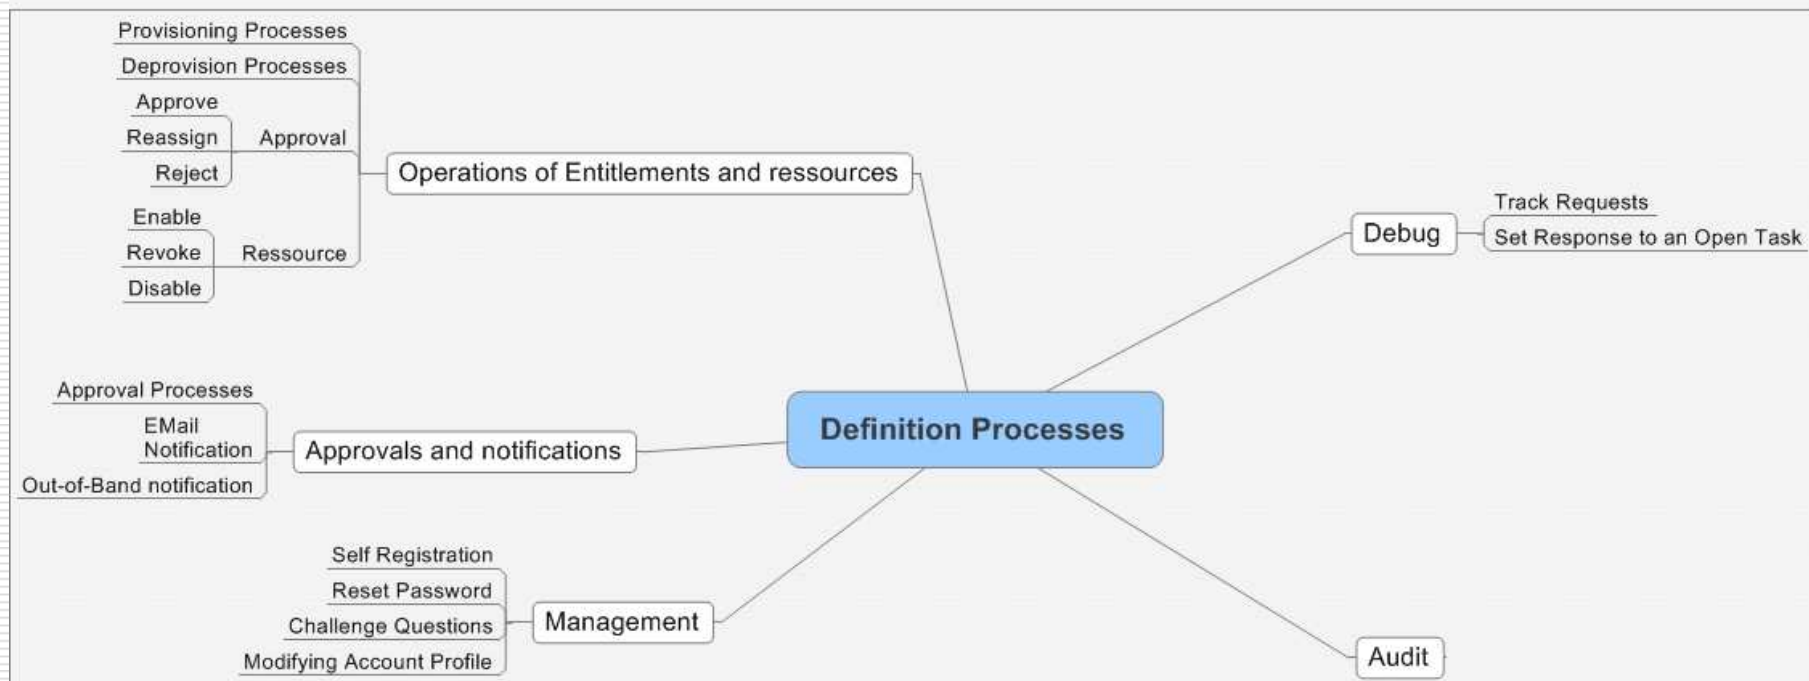 Provisioning Processes
Deprovision Processes
Approve
Reassign
Reject
Approval
Enable
Revoke
Disable
Ressource
Operations of Entitlements and ressources
Approval Processes
EMail
Notification
Out-of-Band notification
Approvals and notifications
Self Registration
Reset Password
Challenge Questions
Modifying Account Profile
Management
Definition Processes
Debug
Track Requests
Set Response to an Open Task
Audit